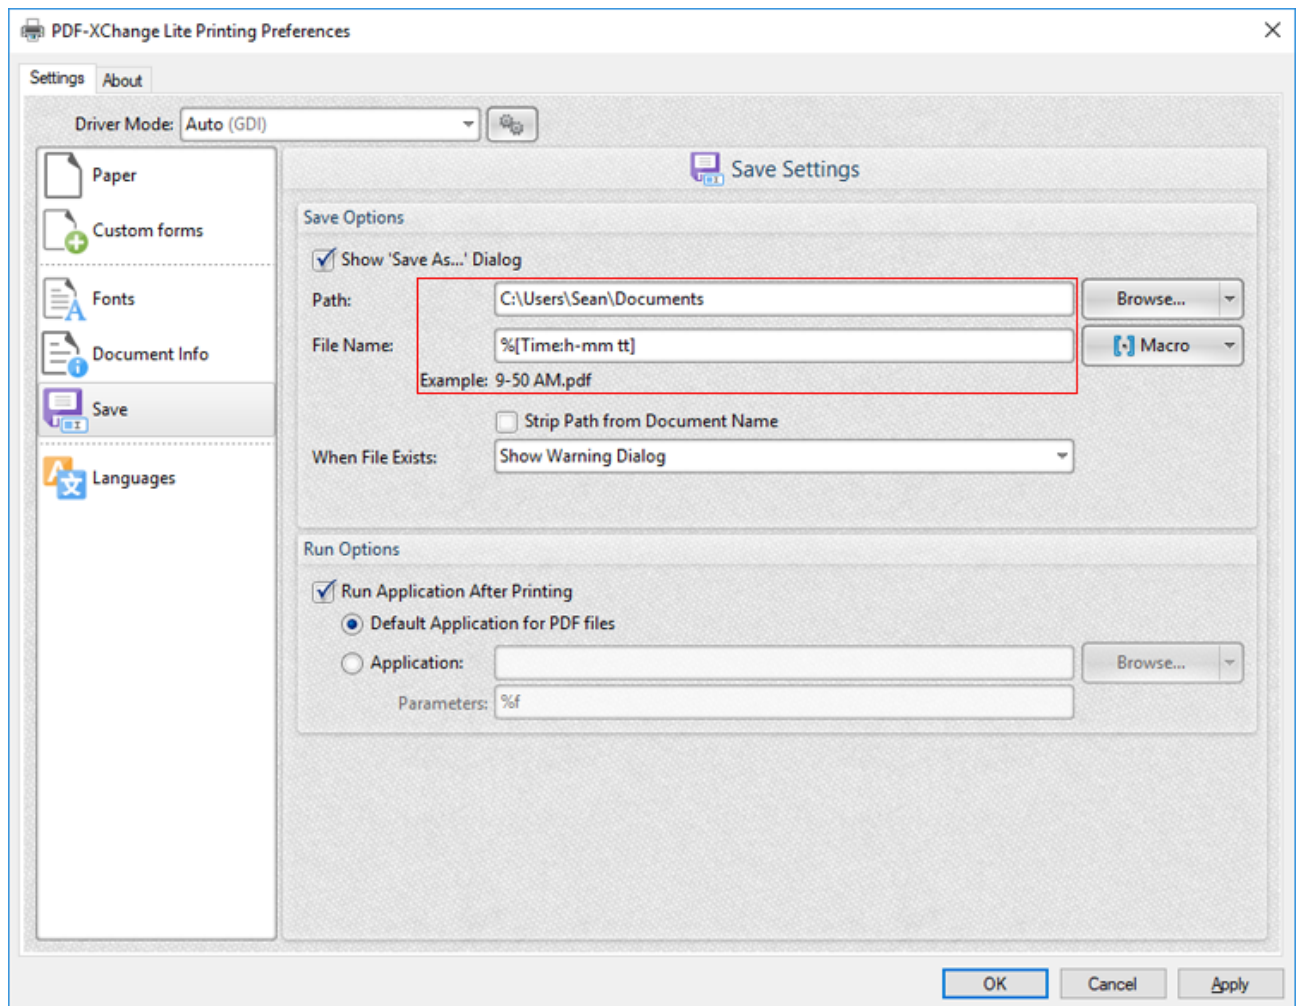 PDF-XChange Lite Printing Preferences
Settings About
Driver Mode: Auto (GDI)
Paper
Custom forms
Fonts
Document Info
Save
Languages
Save Settings
Save Options
Show 'Save As...' Dialog
Path: C:\Users\Sean\Documents Browse...
File Name: %[Time:h-mm tt] Macro
Example: 9-50 AM.pdf
Strip Path from Document Name
When File Exists: Show Warning Dialog
Run Options
Run Application After Printing
Default Application for PDF files
Application: Browse...
Parameters: %f
OK Cancel Apply